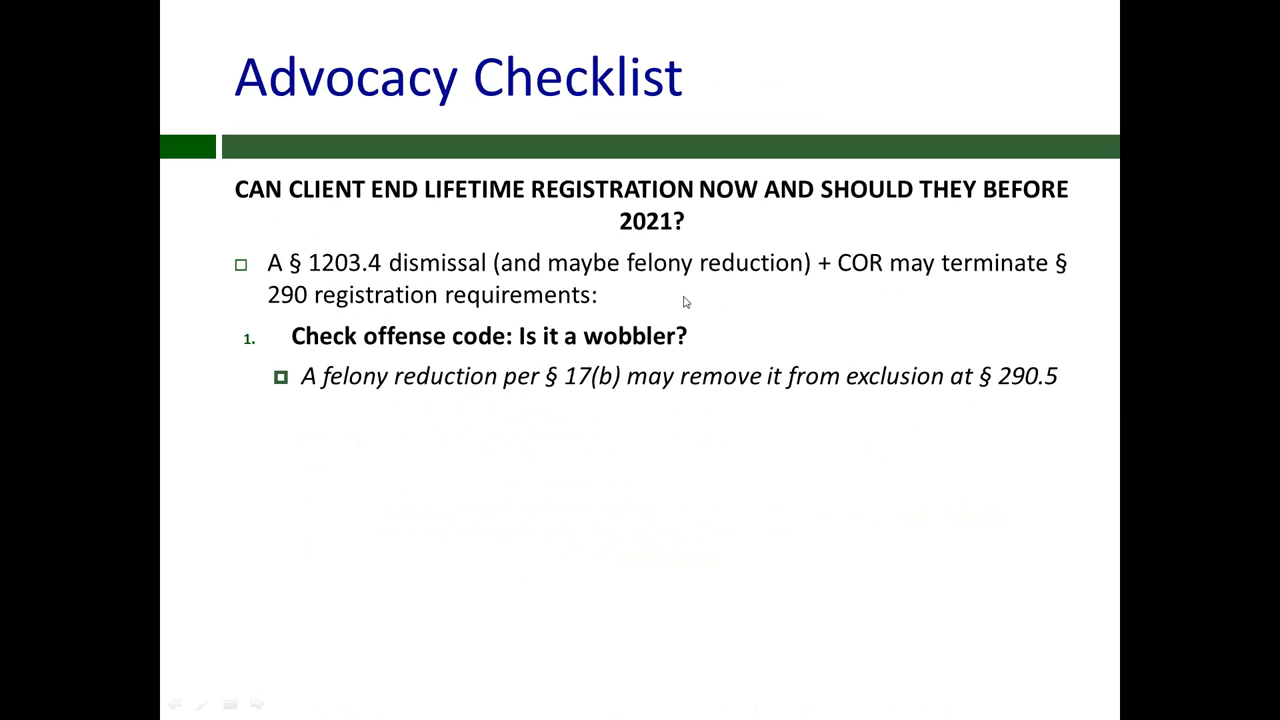 Advocacy Checklist
CAN CLIENT END LIFETIME REGISTRATION NOW AND SHOULD THEY BEFORE
2021?
A § 1203.4 dismissal (and maybe felony reduction) + COR may terminate §
290 registration requirements:
1. Check offense code: Is it a wobbler?
A felony reduction per § 17(b) may remove it from exclusion at § 290.5